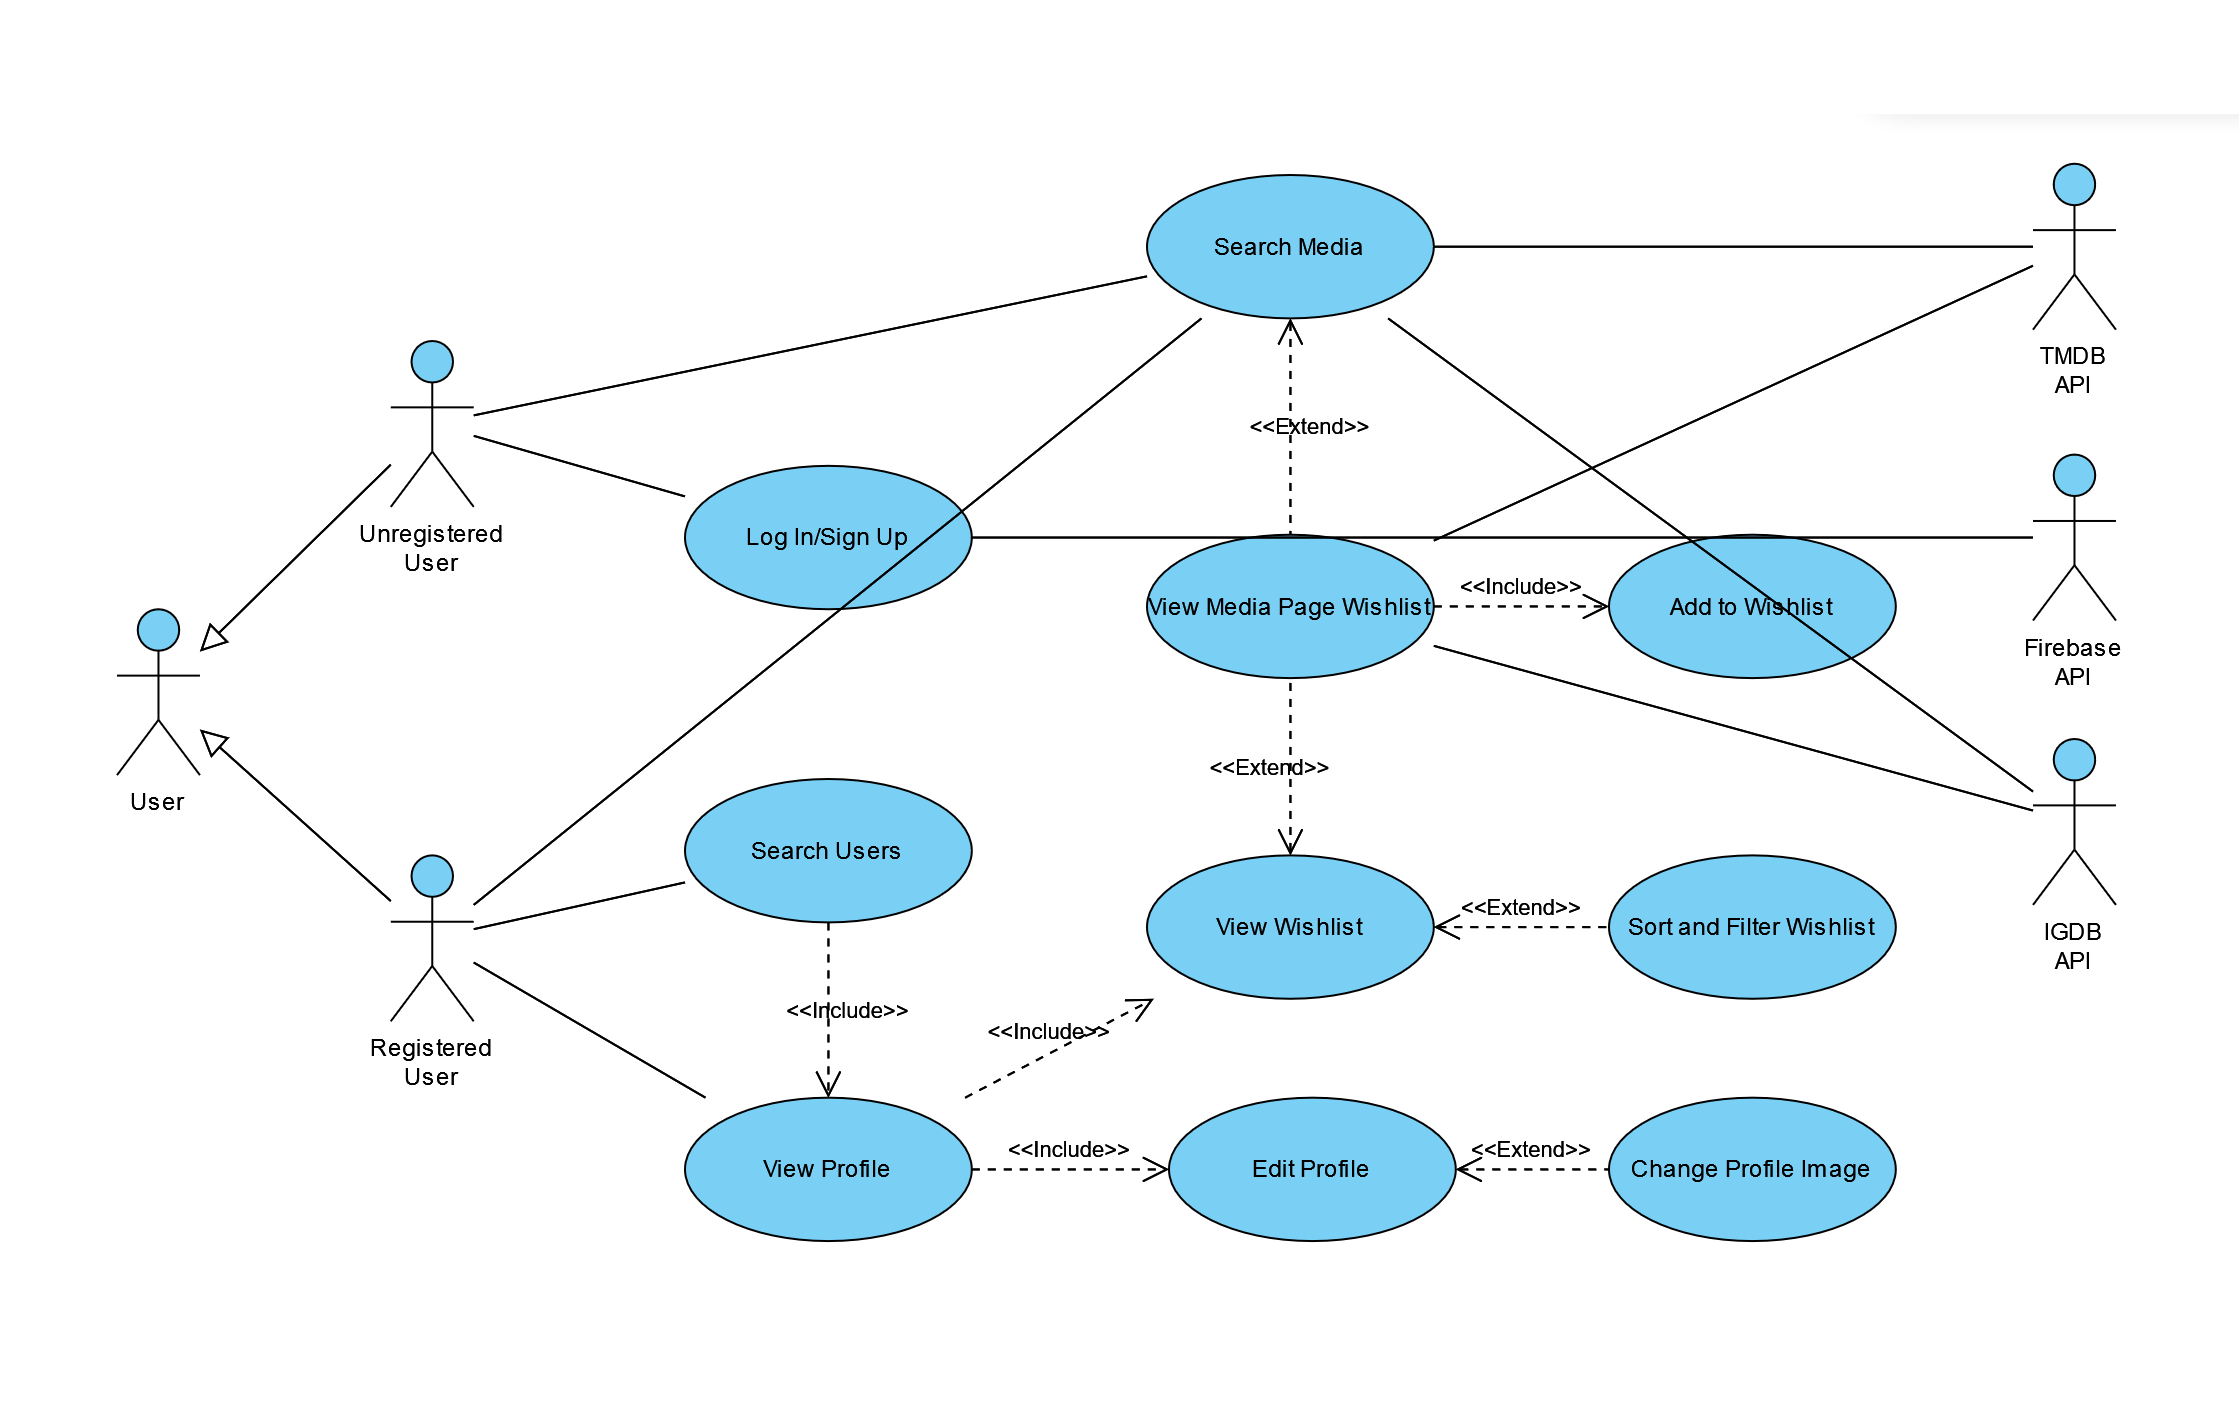 Search Media
TMDB
API
<<Extend>>
Unregistered
User
Log In/Sign Up
View Media Page Wishlist
<<Include>>
Add to Wishlist
Firebase
API
User
<<Extend>>
Search Users
View Wishlist
<<Extend>>
Sort and Filter Wishlist
IGDB
API
Registered
User
<<Include>>
<<Include>>
View Profile
<<Include>>
Edit Profile
<<Extend>>
Change Profile Image